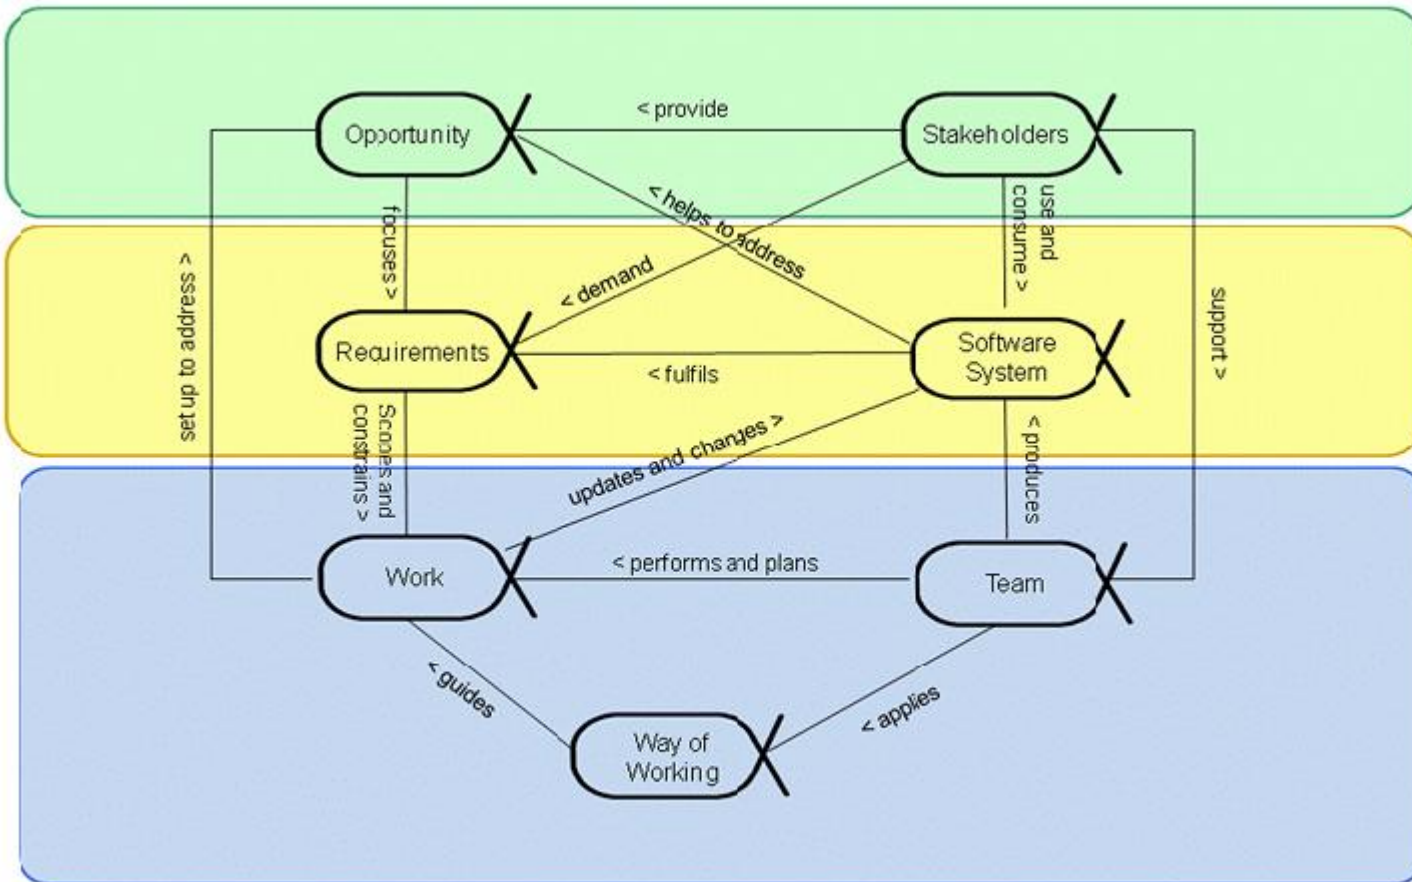 < provide
Opportunity
Stakeholders
< helps to address
use and
consume >
focuses >
< demand
set up to address >
support >
Requirements
Software
System
< fulfils
Scopes and
constrains >
updates and changes >
< produces
< performs and plans
Work
Team
< guides
< applies
Way of
Working